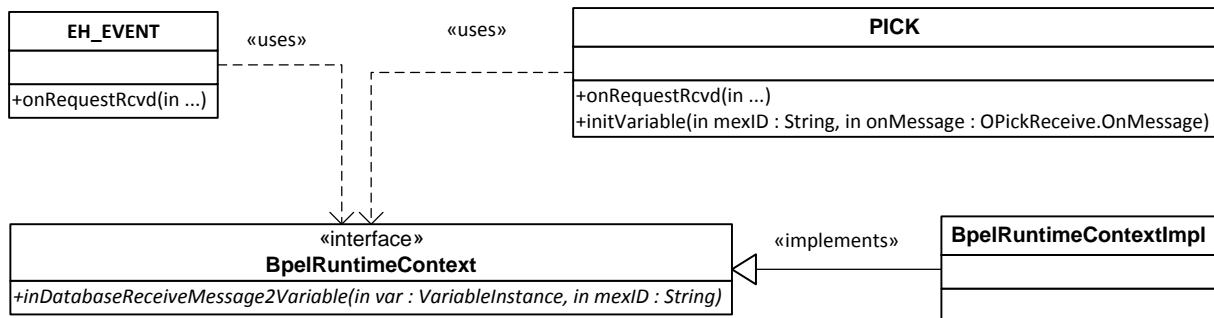 EH_EVENT
«uses»
«uses»
PICK
+onRequestRcvd(in ...)
+onRequestRcvd(in ...)
+initVariable(in mexID : String, in onMessage : OPickReceive.OnMessage)
«interface»
BpelRuntimeContext
+inDatabaseReceiveMessage2Variable(in var : VariableInstance, in mexID : String)
«implements»
BpelRuntimeContextImpl